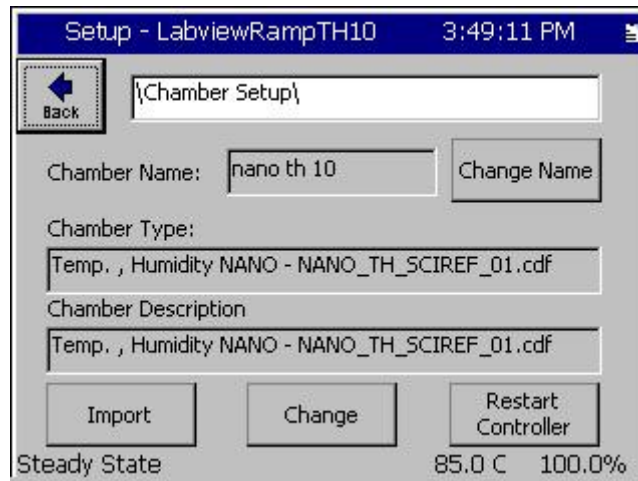 Setup - LabviewRampTH10 3:49:11 PM
Back
\Chamber Setup\
Chamber Name: nano th 10 Change Name
Chamber Type:
Temp. , Humidity NANO - NANO_TH_SCIREF_01.cdf
Chamber Description
Temp. , Humidity NANO - NANO_TH_SCIREF_01.cdf
Import Change Restart Controller
Steady State 85.0 C 100.0%